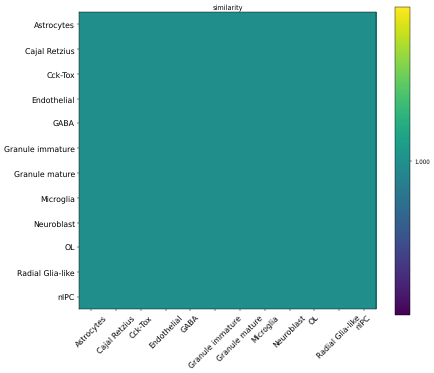 similarity
Astrocytes
Cajal Retzius
Cck-Tox
Endothelial
GABA
Granule immature
Granule mature
Microglia
Neuroblast
OL
Radial Glia-like
nIPC
1.000
Astrocytes
Cajal Retzius
Cck-Tox
Endothelial
GABA
Granule immature
Granule mature
Microglia
Neuroblast
OL
Radial Glia-like
nIPC